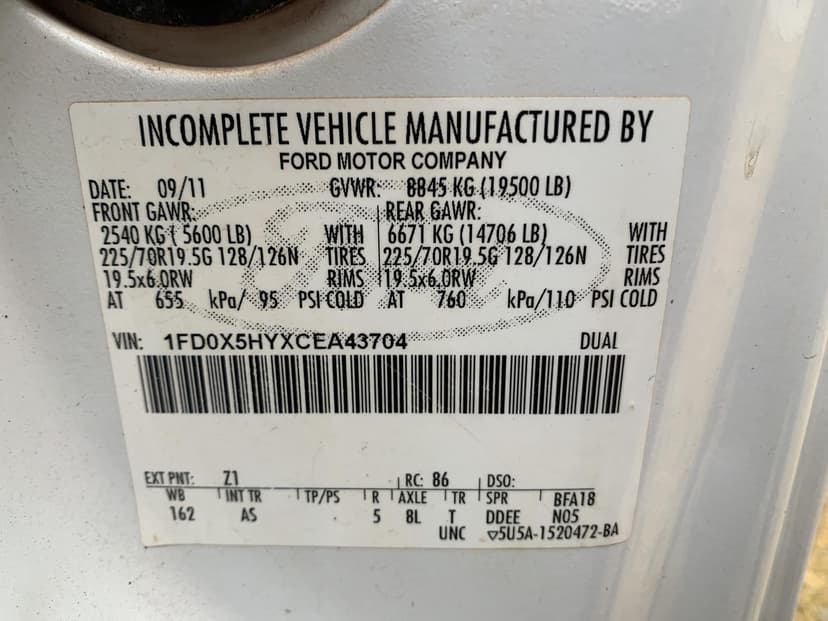 INCOMPLETE VEHICLE MANUFACTURED BY
FORD MOTOR COMPANY
DATE: 09/11 GVWR: 8845 KG (19500 LB)
FRONT GAWR: REAR GAWR:
2540 KG ( 5600 LB) WITH 6671 KG (14706 LB) WITH
225/70R19.5G 128/126N TIRES 225/70R19.5G 128/126N TIRES
19.5x6.0RW RIMS 19.5x6.0RW RIMS
AT 655 kPa/ 95 PSI COLD AT 760 kPa/110 PSI COLD
VIN: 1FD0X5HYXCEA43704 DUAL
EXT PNT: Z1 RC: 86 DSO:
WB INT TR TP/PS R AXLE TR SPR BFA18
162 AS 5 8L T DDEE N05
UNC ▽5U5A-1520472-BA